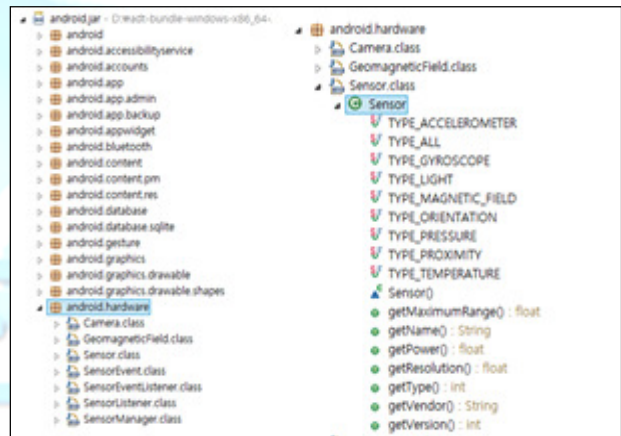 android.jar - D:\adt-bundle-windows-x86_64-
android
android.accessibilityservice
android.accounts
android.app
android.app.admin
android.app.backup
android.appwidget
android.bluetooth
android.content
android.content.pm
android.content.res
android.database
android.database.sqlite
android.gesture
android.graphics
android.graphics.drawable
android.graphics.drawable.shapes
android.hardware
Camera.class
GeomagneticField.class
Sensor.class
SensorEvent.class
SensorEventListener.class
SensorListener.class
SensorManager.class
android.hardware
Camera.class
GeomagneticField.class
Sensor.class
Sensor
TYPE_ACCELEROMETER
TYPE_ALL
TYPE_GYROSCOPE
TYPE_LIGHT
TYPE_MAGNETIC_FIELD
TYPE_ORIENTATION
TYPE_PRESSURE
TYPE_PROXIMITY
TYPE_TEMPERATURE
Sensor()
getMaximumRange() : float
getName() : String
getPower() : float
getResolution() : float
getType() : int
getVendor() : String
getVersion() : int